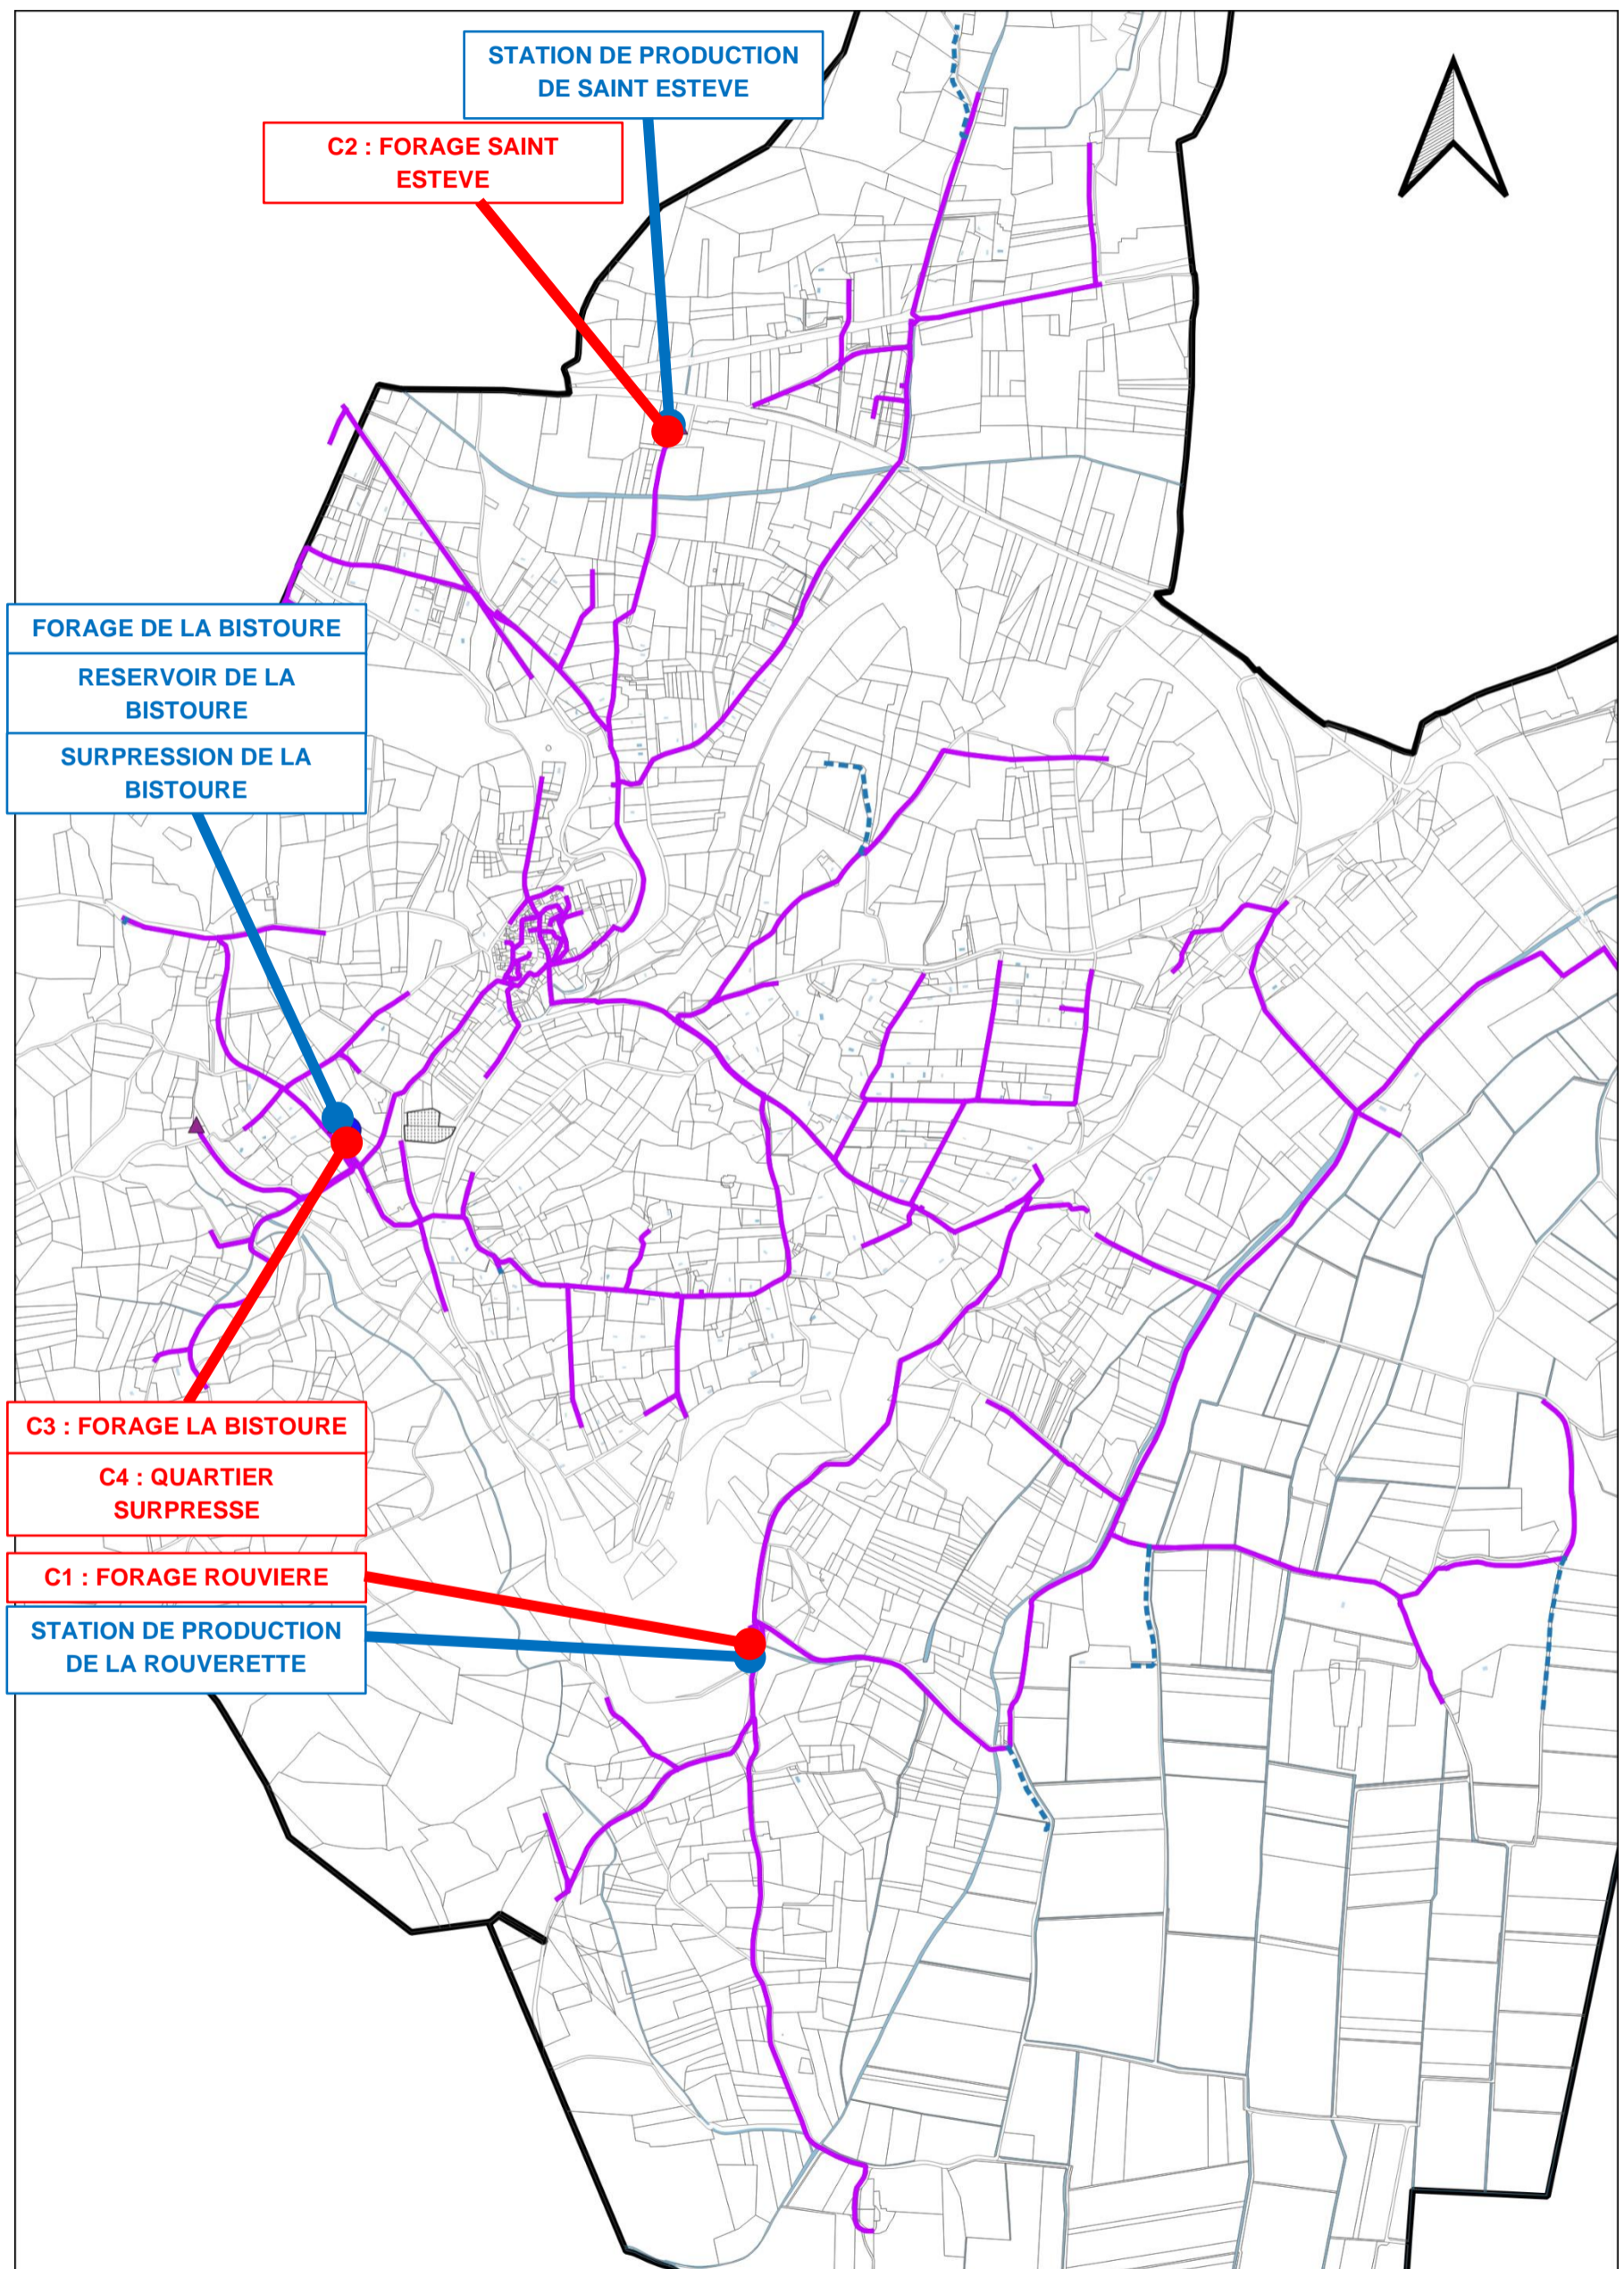 STATION DE PRODUCTION
DE SAINT ESTEVE
C2 : FORAGE SAINT
ESTEVE
FORAGE DE LA BISTOURE
RESERVOIR DE LA
BISTOURE
SURPRESSION DE LA
BISTOURE
C3 : FORAGE LA BISTOURE
C4 : QUARTIER
SURPRESSE
C1 : FORAGE ROUVIERE
STATION DE PRODUCTION
DE LA ROUVERETTE